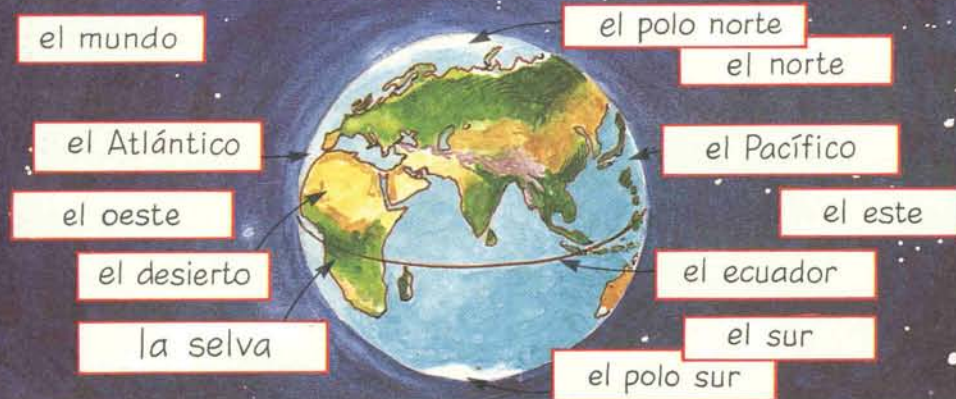 el mundo
el polo norte
el norte
el Atlántico
el Pacífico
el oeste
el este
el desierto
el ecuador
la selva
el sur
el polo sur